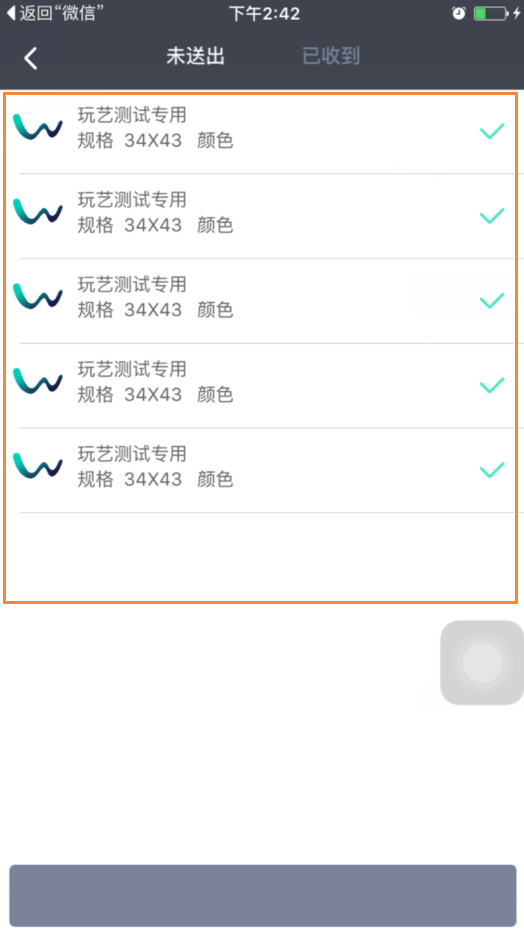 返回“微信”
下午2:42
未送出
已收到
玩艺测试专用
规格 34X43 颜色
玩艺测试专用
规格 34X43 颜色
玩艺测试专用
规格 34X43 颜色
玩艺测试专用
规格 34X43 颜色
玩艺测试专用
规格 34X43 颜色